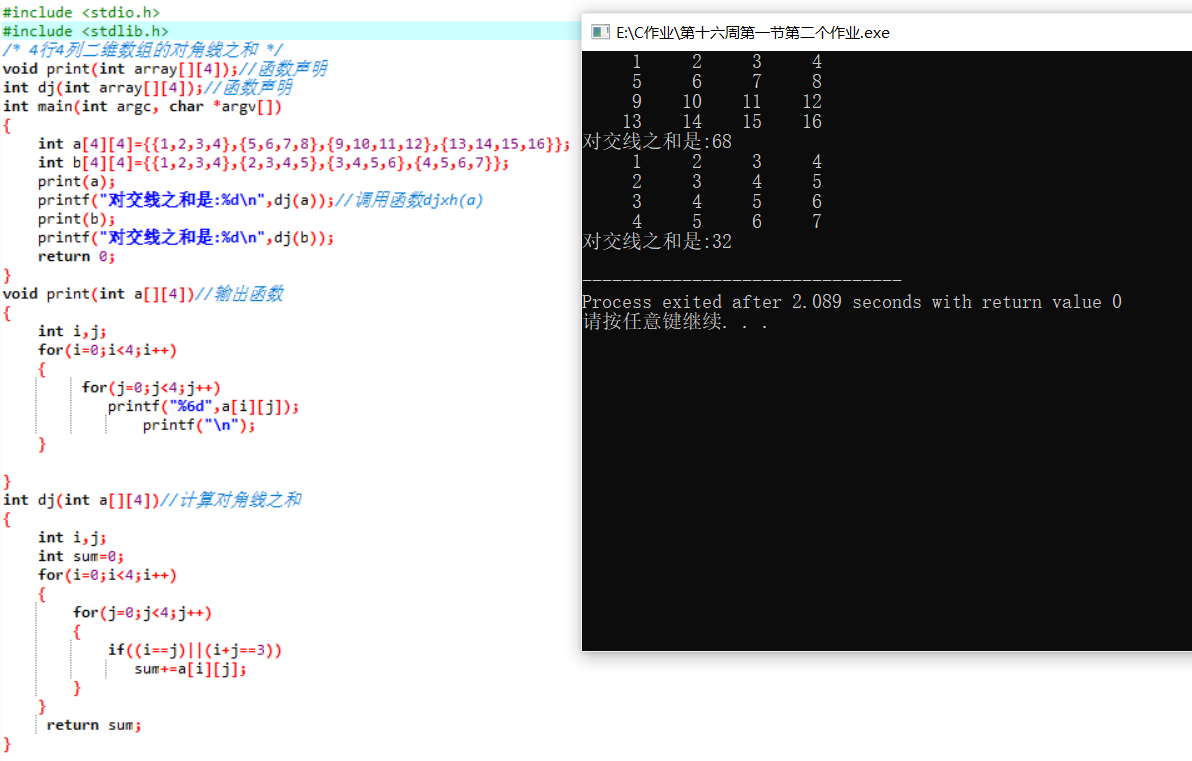 #include <stdio.h>
#include <stdlib.h>
/* 4行4列二维数组的对角线之和 */
void print(int array[][4]);//函数声明
int dj(int array[][4]);//函数声明
int main(int argc, char *argv[])
{
    int a[4][4]={{1,2,3,4},{5,6,7,8},{9,10,11,12},{13,14,15,16}};
    int b[4][4]={{1,2,3,4},{2,3,4,5},{3,4,5,6},{4,5,6,7}};
    print(a);
    printf("对交线之和是:%d\n",dj(a));//调用函数djxh(a)
    print(b);
    printf("对交线之和是:%d\n",dj(b));
    return 0;
}
void print(int a[][4])//输出函数
{
    int i,j;
    for(i=0;i<4;i++)
    {
         for(j=0;j<4;j++)
            printf("%6d",a[i][j]);
                printf("\n");
    }
}
int dj(int a[][4])//计算对角线之和
{
    int i,j;
    int sum=0;
    for(i=0;i<4;i++)
    {
        for(j=0;j<4;j++)
        {
            if((i==j)||(i+j==3))
               sum+=a[i][j];
        }
    }
     return sum;
}
E:\C作业\第十六周第一节第二个作业.exe
     1     2     3     4
     5     6     7     8
     9    10    11    12
    13    14    15    16
对交线之和是:68
     1     2     3     4
     2     3     4     5
     3     4     5     6
     4     5     6     7
对交线之和是:32
--------------------------------
Process exited after 2.089 seconds with return value 0
请按任意键继续. . .